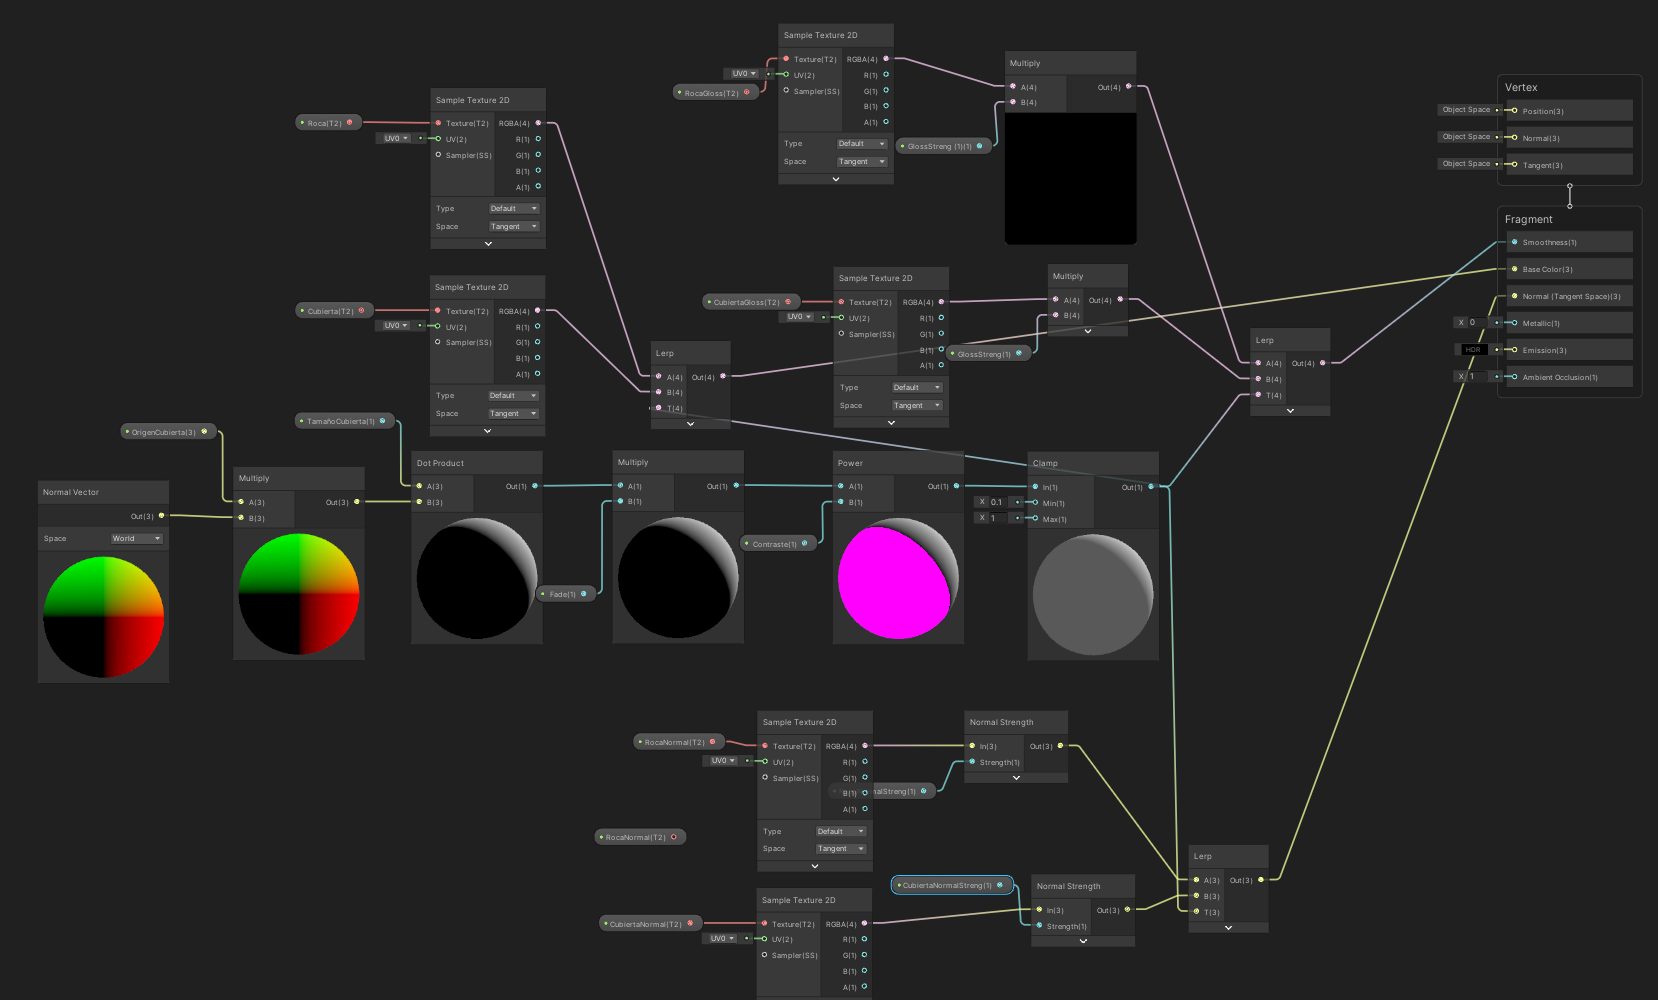 Sample Texture 2D
Texture(T2) RGBA(4)
UV0 UV(2) R(1)
RocaGloss(T2) Sampler(SS) G(1)
B(1)
A(1)
Type Default
Space Tangent
Multiply
A(4) Out(4)
B(4)
GlossStreng (1)(1)
Vertex
Object Space Position(3)
Object Space Normal(3)
Object Space Tangent(3)
Fragment
Smoothness(1)
Base Color(3)
Normal (Tangent Space)(3)
X 0 Metallic(1)
HDR Emission(3)
X 1 Ambient Occlusion(1)
Sample Texture 2D
Roca(T2) Texture(T2) RGBA(4)
UV0 UV(2) R(1)
Sampler(SS) G(1)
B(1)
A(1)
Type Default
Space Tangent
Sample Texture 2D
Cubierta(T2) Texture(T2) RGBA(4)
UV0 UV(2) R(1)
Sampler(SS) G(1)
B(1)
A(1)
Type Default
Space Tangent
Lerp
A(4) Out(4)
B(4)
T(4)
Sample Texture 2D
CubiertaGloss(T2) Texture(T2) RGBA(4)
UV0 UV(2) R(1)
Sampler(SS) G(1)
B(1)
A(1)
Type Default
Space Tangent
Multiply
A(4) Out(4)
B(4)
GlossStreng(1)
Lerp
A(4) Out(4)
B(4)
T(4)
OrigenCubierta(3)
TamañoCubierta(1)
Normal Vector
Out(3)
Space World
Multiply
A(3) Out(3)
B(3)
Dot Product
A(3) Out(1)
B(3)
Fade(1)
Multiply
A(1) Out(1)
B(1)
Contraste(1)
Power
A(1) Out(1)
B(1)
Clamp
In(1) Out(1)
X 0.1 Min(1)
X 1 Max(1)
Sample Texture 2D
RocaNormal(T2) Texture(T2) RGBA(4)
UV0 UV(2) R(1)
Sampler(SS) G(1)
B(1) malStreng(1)
A(1)
Type Default
Space Tangent
RocaNormal(T2)
Normal Strength
In(3) Out(3)
Strength(1)
Sample Texture 2D
CubiertaNormal(T2) Texture(T2) RGBA(4)
UV0 UV(2) R(1)
Sampler(SS) G(1)
B(1)
A(1)
CubiertaNormalStreng(1)
Normal Strength
In(3) Out(3)
Strength(1)
Lerp
A(3) Out(3)
B(3)
T(3)